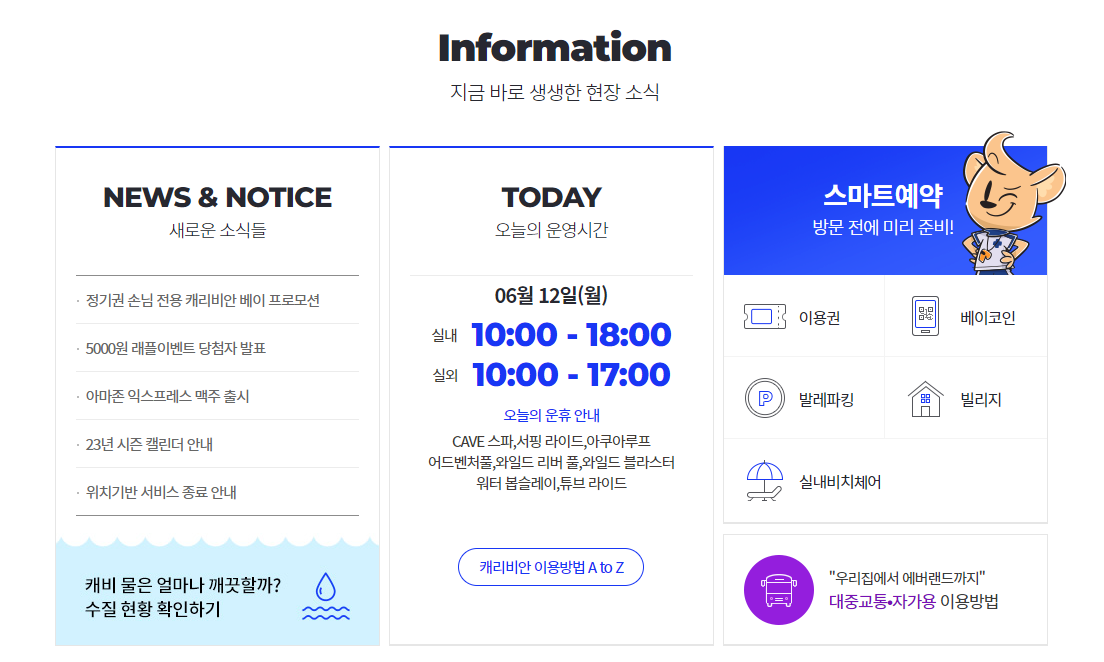 Information
지금 바로 생생한 현장 소식
NEWS & NOTICE
새로운 소식들
· 정기권 손님 전용 캐리비안 베이 프로모션
· 5000원 래플이벤트 당첨자 발표
· 아마존 익스프레스 맥주 출시
· 23년 시즌 캘린더 안내
· 위치기반 서비스 종료 안내
캐비 물은 얼마나 깨끗할까?
수질 현황 확인하기
TODAY
오늘의 운영시간
06월 12일(월)
실내 10:00 - 18:00
실외 10:00 - 17:00
오늘의 운휴 안내
CAVE 스파,서핑 라이드,아쿠아루프
어드벤처풀,와일드 리버 풀,와일드 블라스터
워터 봅슬레이,튜브 라이드
캐리비안 이용방법 A to Z
스마트예약
방문 전에 미리 준비!
이용권
베이코인
발레파킹
빌리지
실내비치체어
"우리집에서 에버랜드까지"
대중교통•자가용 이용방법